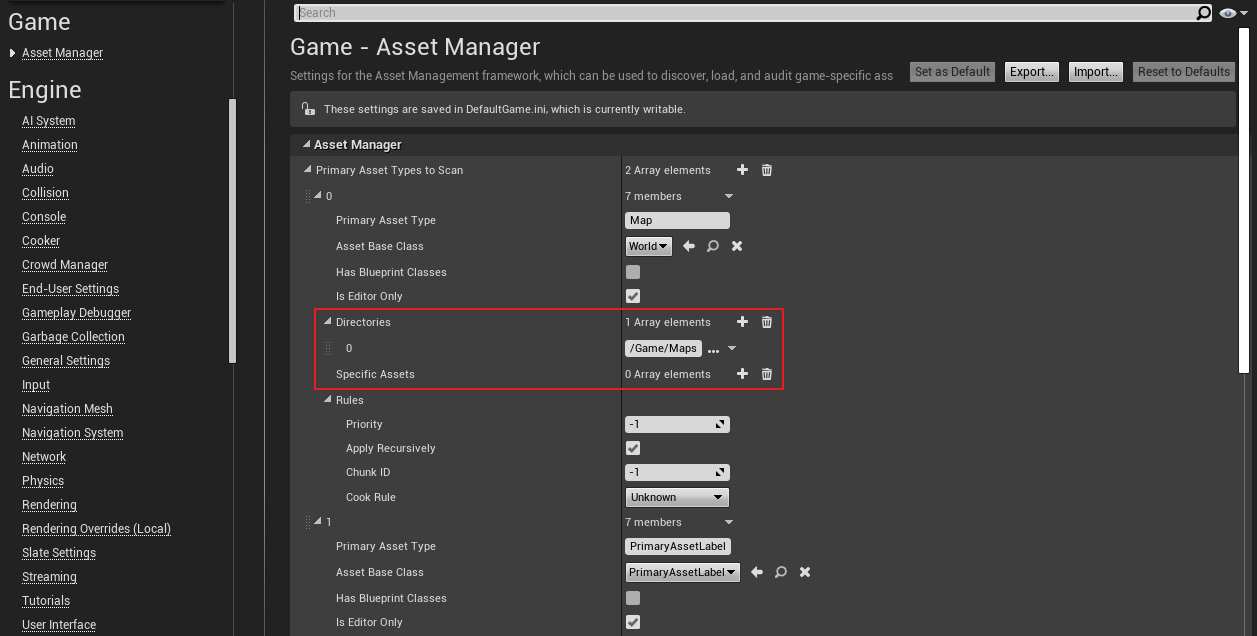 Game
Asset Manager
Engine
AI System
Animation
Audio
Collision
Console
Cooker
Crowd Manager
End-User Settings
Gameplay Debugger
Garbage Collection
General Settings
Input
Navigation Mesh
Navigation System
Network
Physics
Rendering
Rendering Overrides (Local)
Slate Settings
Streaming
Tutorials
User Interface
Search
Game - Asset Manager
Settings for the Asset Management framework, which can be used to discover, load, and audit game-specific ass
Set as Default Export... Import... Reset to Defaults
These settings are saved in DefaultGame.ini, which is currently writable.
Asset Manager
Primary Asset Types to Scan 2 Array elements
0 7 members
Primary Asset Type Map
Asset Base Class World
Has Blueprint Classes
Is Editor Only
Directories 1 Array elements
0 /Game/Maps ...
Specific Assets 0 Array elements
Rules
Priority -1
Apply Recursively
Chunk ID -1
Cook Rule Unknown
1 7 members
Primary Asset Type PrimaryAssetLabel
Asset Base Class PrimaryAssetLabel
Has Blueprint Classes
Is Editor Only